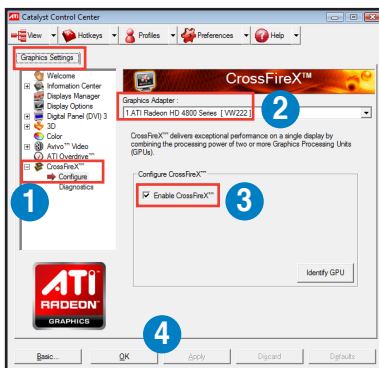 ATI Catalyst Control Center
View Hotkeys Profiles Preferences Help
Graphics Settings
Welcome
Information Center
Displays Manager
Display Options
Digital Panel (DVI) 3
3D
Color
Avivo™ Video
ATI Overdrive™
CrossFireX™
Configure
Diagnostics
1
ATI
RADEON
GRAPHICS
CrossFireX™
Graphics Adapter :
1.ATI Radeon HD 4800 Series [ VW222 ]
2
CrossFireX™ delivers exceptional performance on a single display by
combining the processing power of two or more Graphics Processing Units
(GPUs).
Configure CrossFireX™
Enable CrossFireX™
3
Identify GPU
4
Basic... OK Apply Discard Defaults